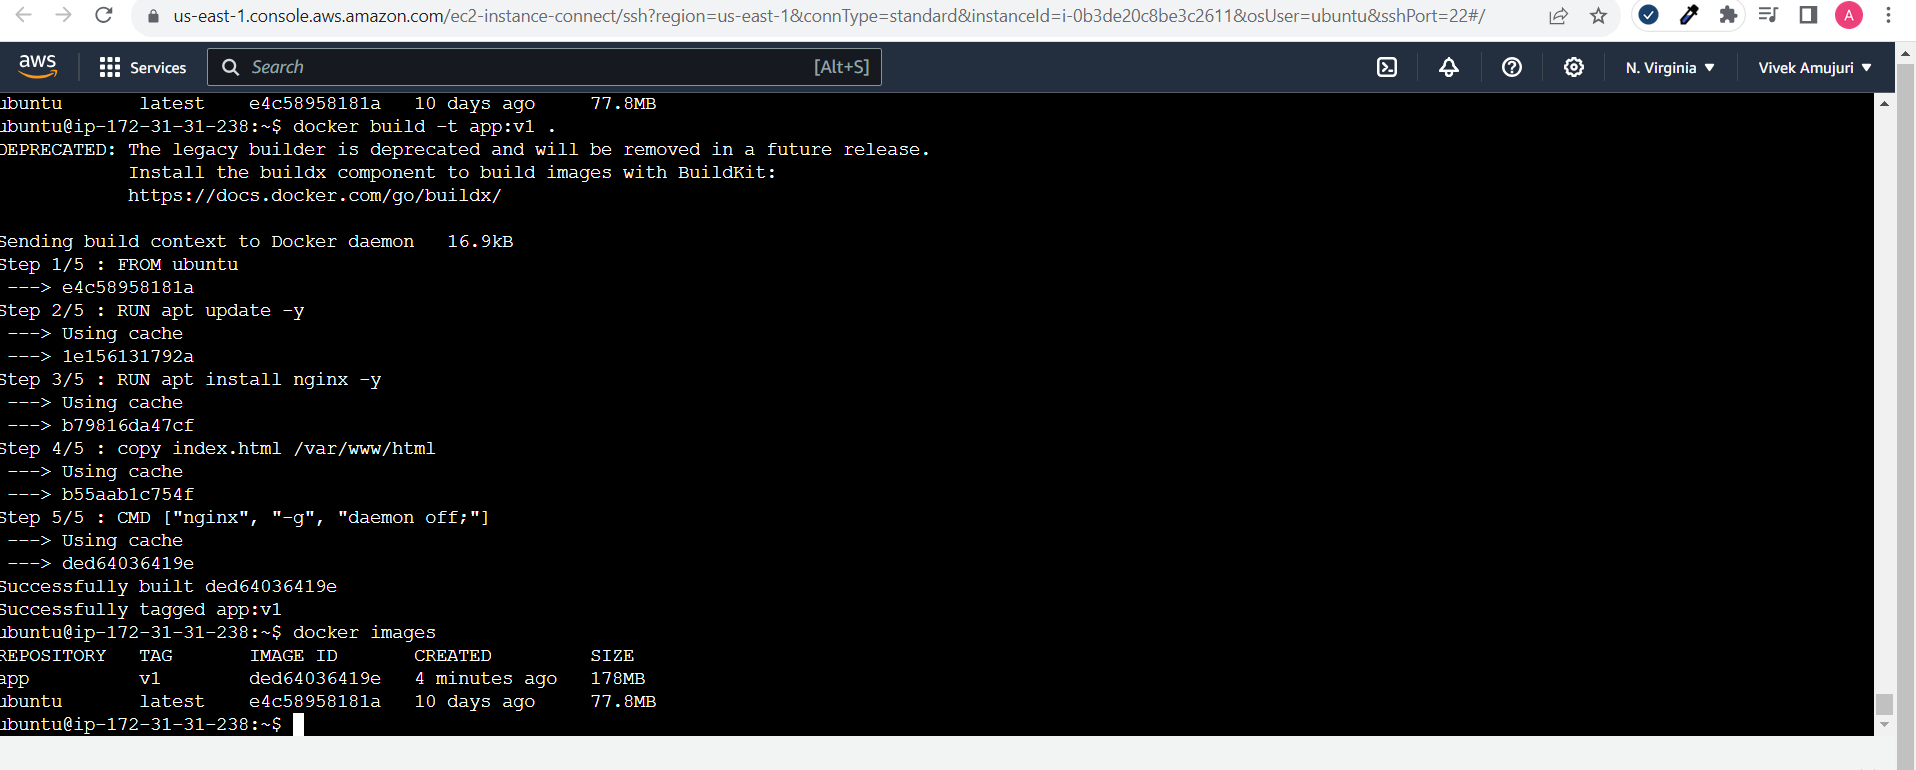 us-east-1.console.aws.amazon.com/ec2-instance-connect/ssh?region=us-east-1&connType=standard&instanceId=i-0b3de20c8be3c2611&osUser=ubuntu&sshPort=22#/
A
aws Services Search [Alt+S] N. Virginia Vivek Amujuri
ubuntu latest e4c58958181a 10 days ago 77.8MB
ubuntu@ip-172-31-31-238:~$ docker build -t app:v1 .
DEPRECATED: The legacy builder is deprecated and will be removed in a future release.
Install the buildx component to build images with BuildKit:
https://docs.docker.com/go/buildx/
Sending build context to Docker daemon 16.9kB
Step 1/5 : FROM ubuntu
---> e4c58958181a
Step 2/5 : RUN apt update -y
---> Using cache
---> 1e156131792a
Step 3/5 : RUN apt install nginx -y
---> Using cache
---> b79816da47cf
Step 4/5 : copy index.html /var/www/html
---> Using cache
---> b55aab1c754f
Step 5/5 : CMD ["nginx", "-g", "daemon off;"]
---> Using cache
---> ded64036419e
Successfully built ded64036419e
Successfully tagged app:v1
ubuntu@ip-172-31-31-238:~$ docker images
REPOSITORY TAG IMAGE ID CREATED SIZE
app v1 ded64036419e 4 minutes ago 178MB
ubuntu latest e4c58958181a 10 days ago 77.8MB
ubuntu@ip-172-31-31-238:~$